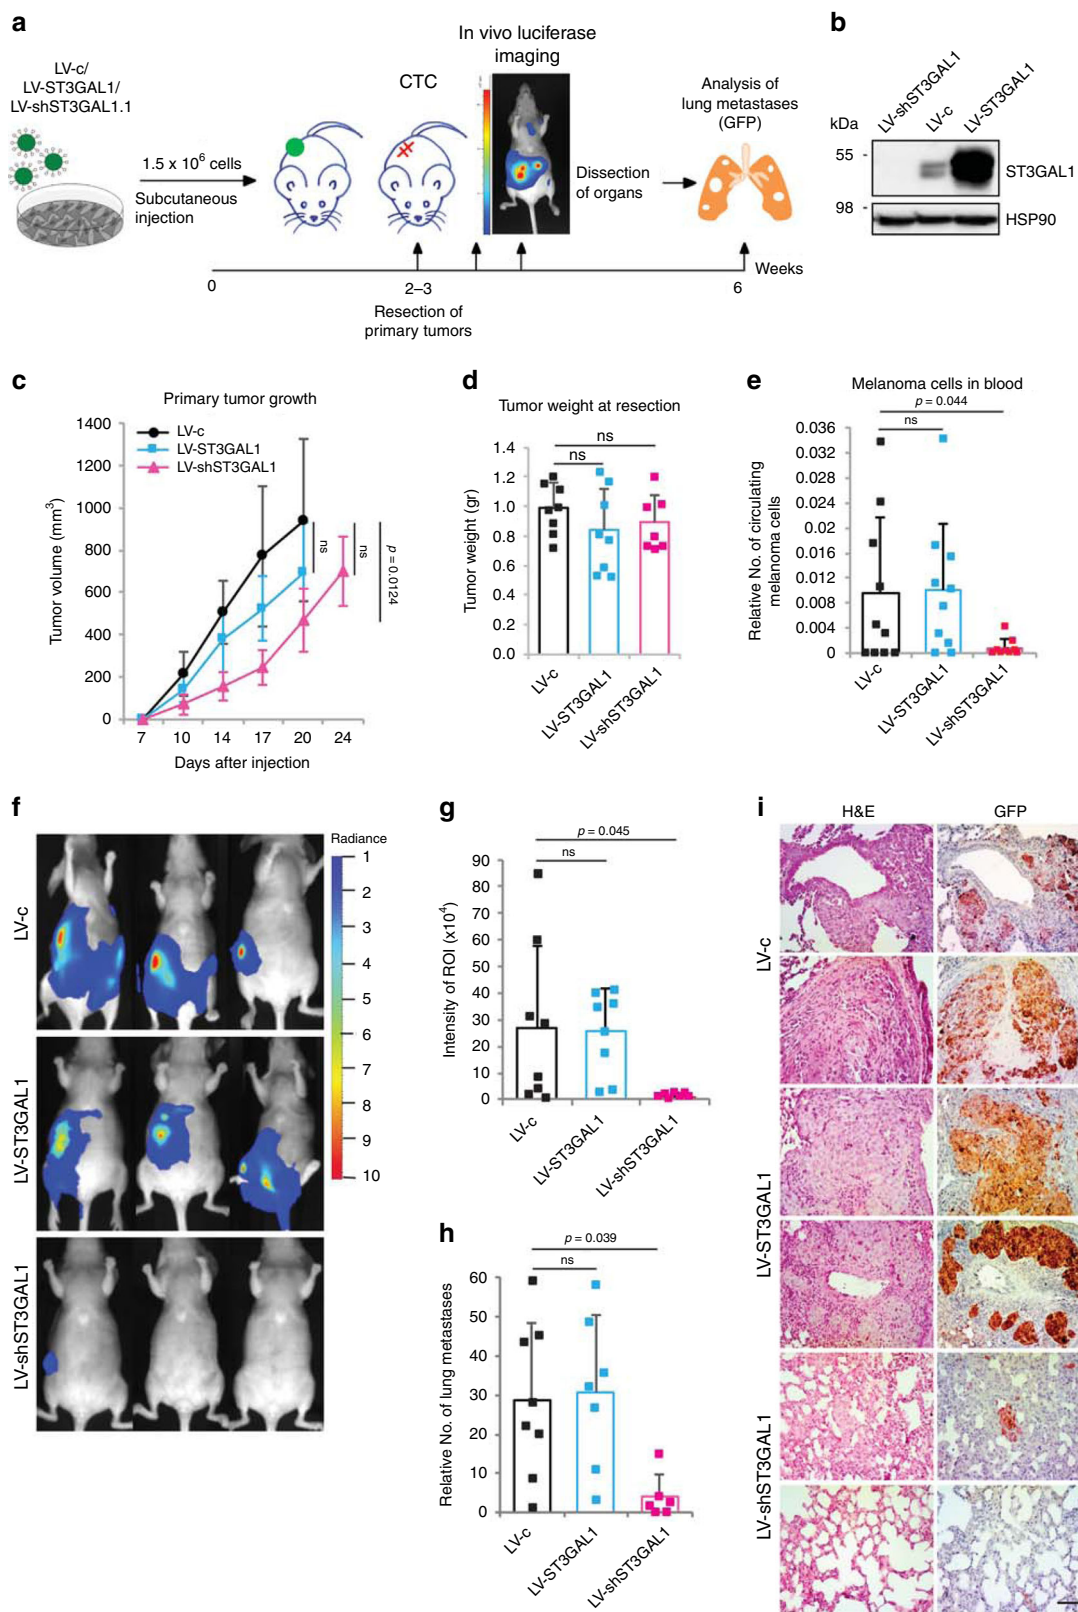 a
LV-c/
LV-ST3GAL1/
LV-shST3GAL1.1
1.5 x 10⁶ cells
Subcutaneous
injection
CTC
In vivo luciferase
imaging
Dissection
of organs
Analysis of
lung metastases
(GFP)
0
2–3
6
Weeks
Resection of
primary tumors
b
LV-shST3GAL1
LV-c
LV-ST3GAL1
kDa
55
ST3GAL1
98
HSP90
c
Primary tumor growth
Tumor volume (mm³)
1400
1200
1000
800
600
400
200
0
LV-c
LV-ST3GAL1
LV-shST3GAL1
ns
ns
p = 0.0124
7 10 14 17 20 24
Days after injection
d
Tumor weight at resection
Tumor weight (gr)
1.4
1.2
1.0
0.8
0.6
0.4
0.2
0.0
ns
ns
LV-c
LV-ST3GAL1
LV-shST3GAL1
e
Melanoma cells in blood
p = 0.044
ns
Relative No. of circulating
melanoma cells
0.036
0.032
0.028
0.024
0.02
0.016
0.012
0.008
0.004
0
LV-c
LV-ST3GAL1
LV-shST3GAL1
f
LV-c
LV-ST3GAL1
LV-shST3GAL1
Radiance
1
2
3
4
5
6
7
8
9
10
g
p = 0.045
ns
Intensity of ROI (x10⁴)
90
80
70
60
50
40
30
20
10
0
LV-c
LV-ST3GAL1
LV-shST3GAL1
h
p = 0.039
ns
Relative No. of lung metastases
60
50
40
30
20
10
0
LV-c
LV-ST3GAL1
LV-shST3GAL1
i
H&E
GFP
LV-c
LV-ST3GAL1
LV-shST3GAL1